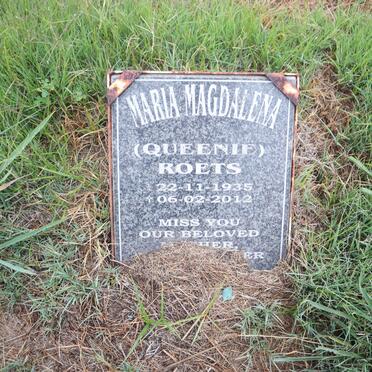 MARIA MAGDALENA
(QUEENIE)
ROETS
* 22-11-1935
† 06-02-2012
MISS YOU
OUR BELOVED